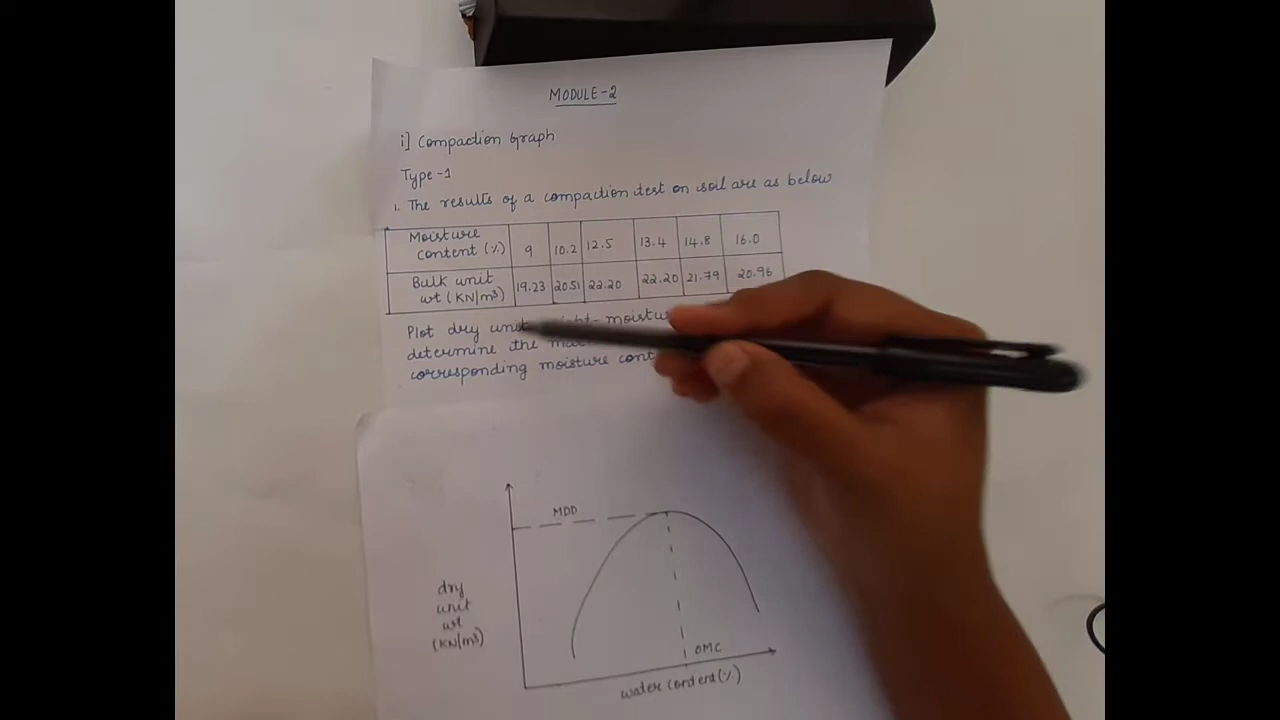 MODULE-2
i] Compaction Graph
Type-1
1. The results of a compaction test on soil are as below
Moisture content (%) 9 10.2 12.5 13.4 14.8 16.0
Bulk unit wt (KN/m³) 19.23 20.51 22.20 22.20 21.79 20.96
Plot dry unit
determine the
corresponding moisture
MDD
dry
unit
wt
(KN/m³)
OMC
water content (%)